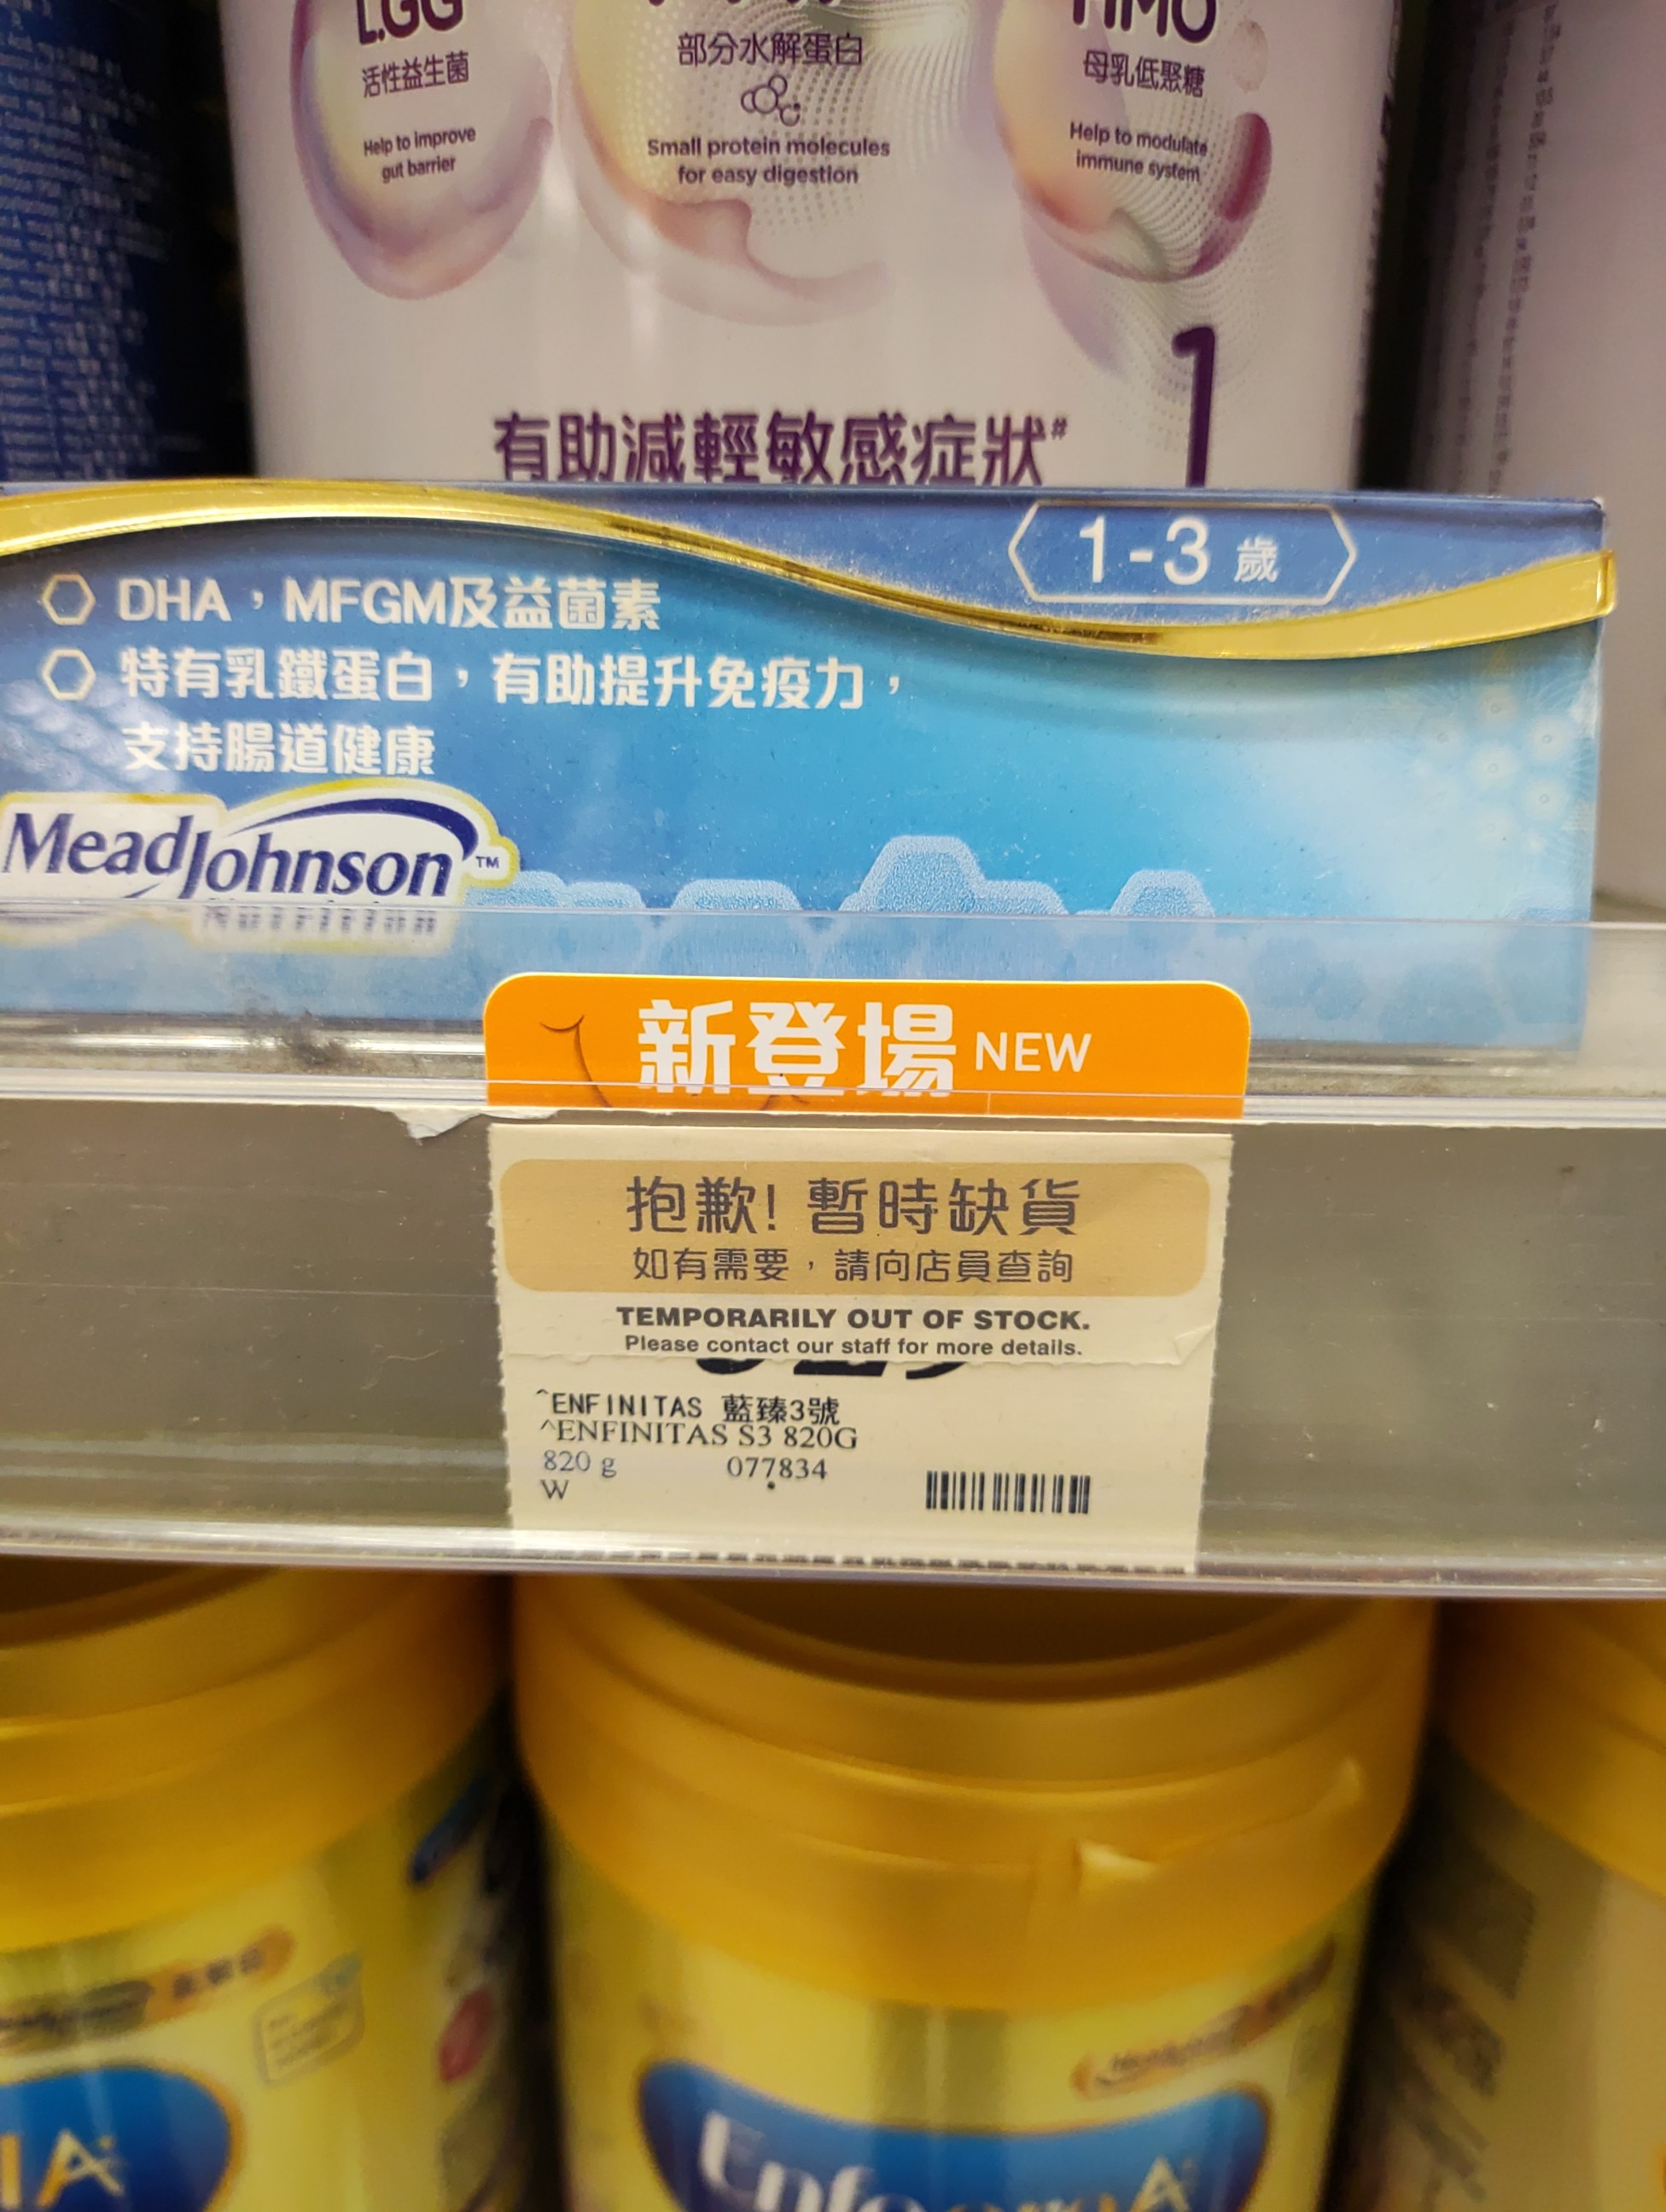 LGG
活性益生菌
Help to improve
gut barrier
部分水解蛋白
Small protein molecules
for easy digestion
HMO
母乳低聚糖
Help to modulate
immune system
1
有助減輕敏感症狀#
1-3歲
DHA，MFGM及益菌素
特有乳鐵蛋白，有助提升免疫力，
支持腸道健康
MeadJohnson™
新登場 NEW
抱歉! 暫時缺貨
如有需要，請向店員查詢
TEMPORARILY OUT OF STOCK.
Please contact our staff for more details.
^ENFINITAS 藍臻3號
^ENFINITAS S3 820G
820 g 077834
W